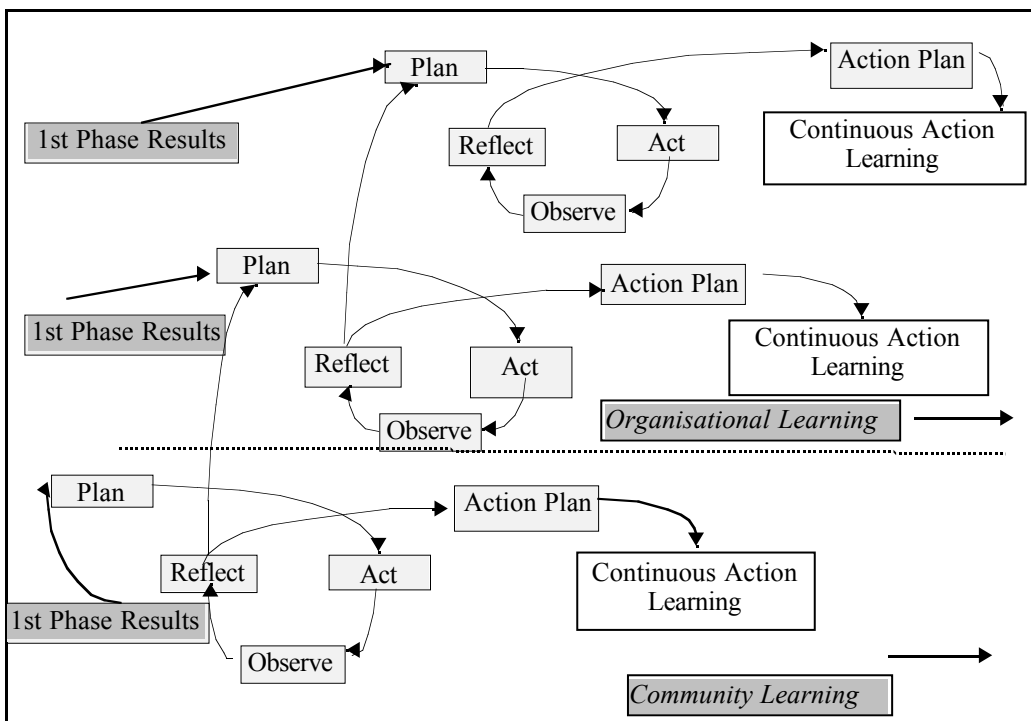 Plan
Action Plan
1st Phase Results
Reflect
Act
Continuous Action
Learning
Observe
Plan
Action Plan
1st Phase Results
Reflect
Act
Continuous Action
Learning
Observe
Organisational Learning
Plan
Action Plan
Reflect
Act
Continuous Action
Learning
1st Phase Results
Observe
Community Learning